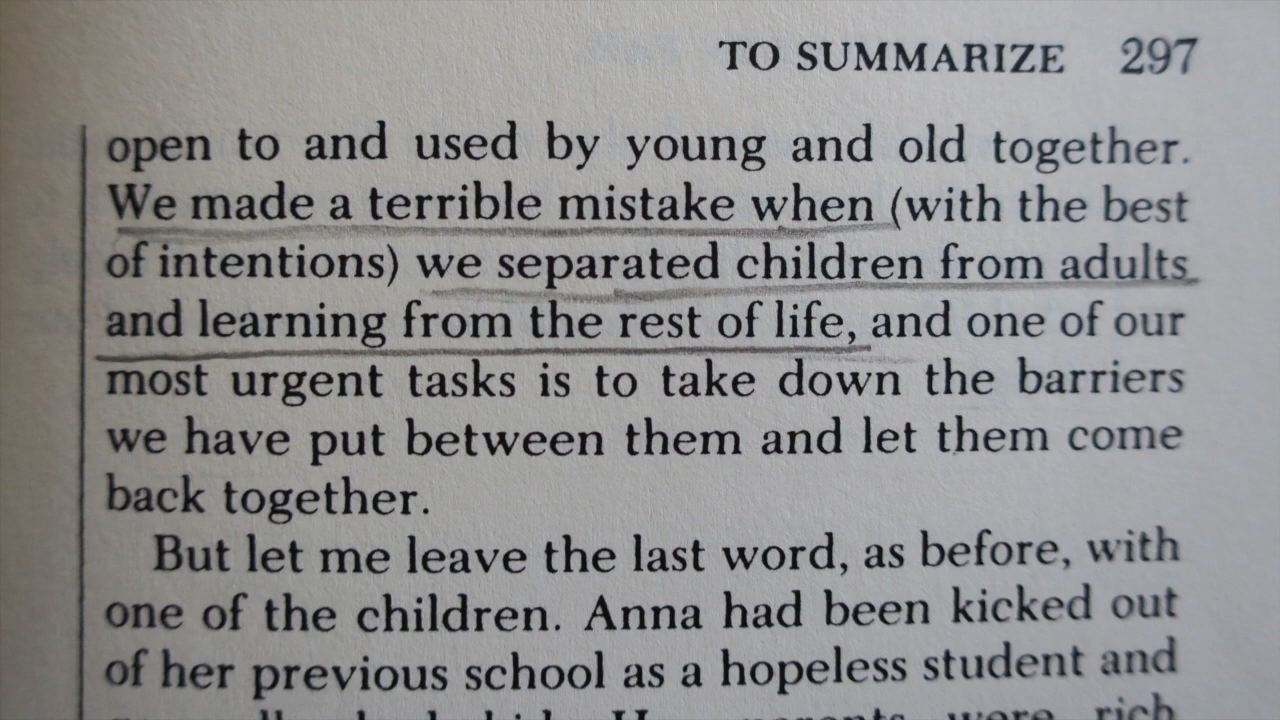 TO SUMMARIZE 297
open to and used by young and old together.
We made a terrible mistake when (with the best
of intentions) we separated children from adults
and learning from the rest of life, and one of our
most urgent tasks is to take down the barriers
we have put between them and let them come
back together.
But let me leave the last word, as before, with
one of the children. Anna had been kicked out
of her previous school as a hopeless student and
were rich